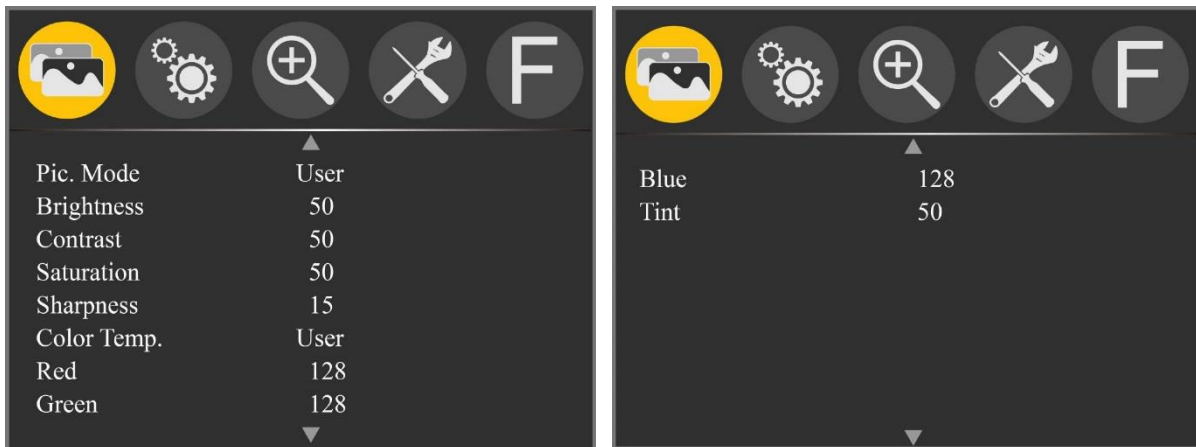 F
Pic. Mode User
Brightness 50
Contrast 50
Saturation 50
Sharpness 15
Color Temp. User
Red 128
Green 128
F
Blue 128
Tint 50